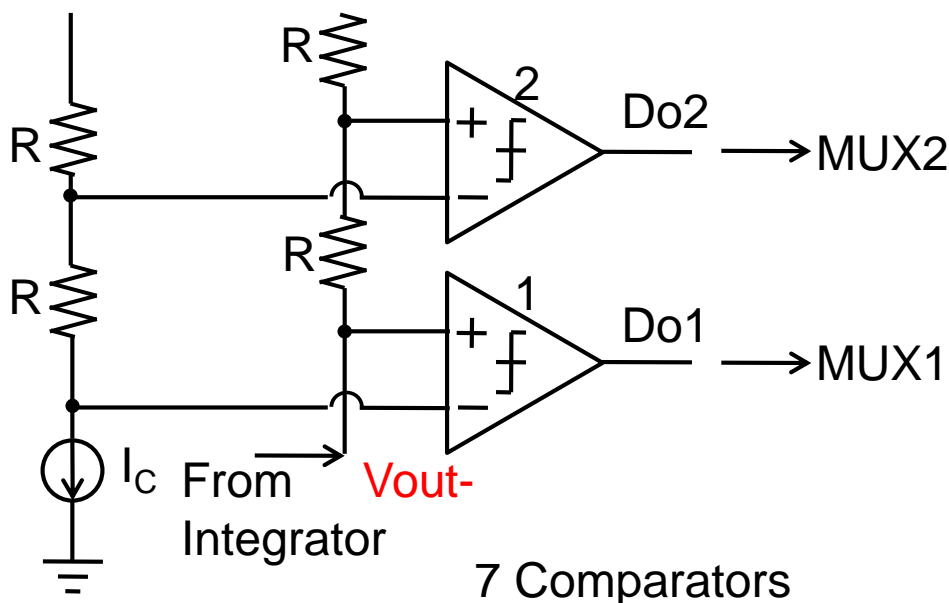 R
2
Do2
MUX2
R
+
−
R
R
1
Do1
MUX1
+
−
IC
From
Integrator
Vout-
7 Comparators